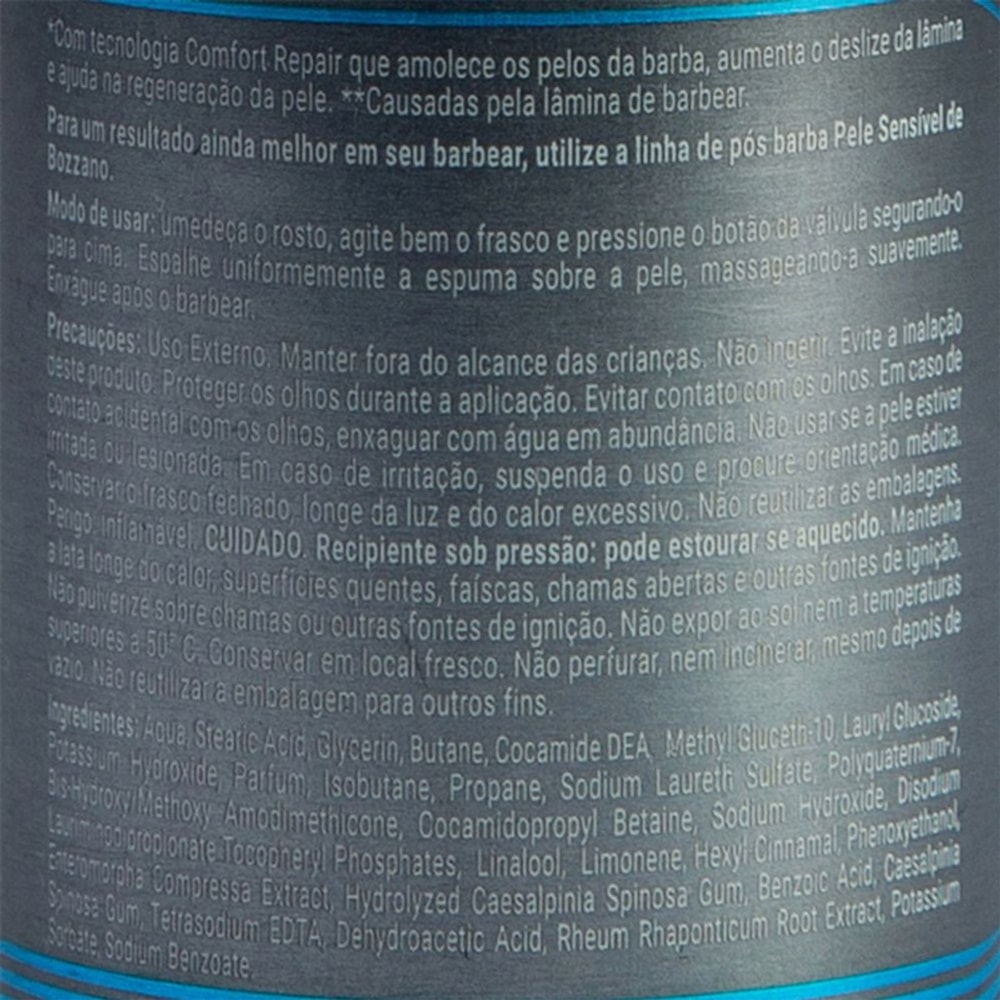 *Com tecnologia Comfort Repair que amolece os pelos da barba, aumenta o deslize da lâmina
e ajuda na regeneração da pele. **Causadas pela lâmina de barbear.
Para um resultado ainda melhor em seu barbear, utilize a linha de pós barba Pele Sensível de
Bozzano.
Modo de usar: umedeça o rosto, agite bem o frasco e pressione o botão da válvula segurando-o
para cima. Espalhe uniformemente a espuma sobre a pele, massageando-a suavemente.
Enxágue após o barbear.
Precauções: Uso Externo. Manter fora do alcance das crianças. Não ingerir. Evite a inalação
deste produto. Proteger os olhos durante a aplicação. Evitar contato com os olhos. Em caso de
contato acidental com os olhos, enxaguar com água em abundância. Não usar se a pele estiver
irritada ou lesionada. Em caso de irritação, suspenda o uso e procure orientação médica.
Conservar o frasco fechado, longe da luz e do calor excessivo. Não reutilizar as embalagens.
Perigo: inflamável. CUIDADO. Recipiente sob pressão: pode estourar se aquecido. Mantenha
a lata longe do calor, superfícies quentes, faíscas, chamas abertas e outras fontes de ignição.
Não pulverize sobre chamas ou outras fontes de ignição. Não expor ao sol nem à temperaturas
superiores a 50° C. Conservar em local fresco. Não perfurar, nem incinerar, mesmo depois de
vazio. Não reutilizar a embalagem para outros fins.
Ingredientes: Aqua, Stearic Acid, Glycerin, Butane, Cocamide DEA, Methyl Gluceth-10, Lauryl Glucoside,
Potassium Hydroxide, Parfum, Isobutane, Propane, Sodium Laureth Sulfate, Polyquaternium-7,
Bis-Hydroxy/Methoxy Amodimethicone, Cocamidopropyl Betaine, Sodium Hydroxide, Disodium
Lauriminodipropionate Tocopheryl Phosphates, Linalool, Limonene, Hexyl Cinnamal, Phenoxyethanol,
Enteromorpha Compressa Extract, Hydrolyzed Caesalpinia Spinosa Gum, Benzoic Acid, Caesalpinia
Spinosa Gum, Tetrasodium EDTA, Dehydroacetic Acid, Rheum Rhaponticum Root Extract, Potassium
Sorbate, Sodium Benzoate.